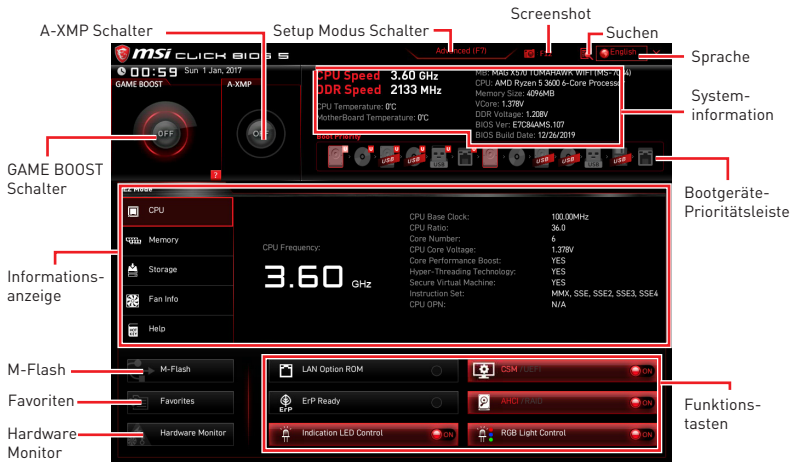 Screenshot
A-XMP Schalter
Setup Modus Schalter
Suchen
msi CLICK BIOS 5
Advanced (F7)
English
Sprache
00:59 Sun 1 Jan, 2017
GAME BOOST
A-XMP
OFF
OFF
?
CPU Speed 3.60 GHz
DDR Speed 2133 MHz
CPU Temperature: 0°C
MotherBoard Temperature: 0°C
MB: MAG X570 TOMAHAWK WIFI
CPU: AMD Ryzen 5 3600 6-Core Processor
Memory Size: 4096MB
VCore: 1.378V
DDR Voltage: 1.208V
BIOS Ver: E7C84AMS.107
BIOS Build Date: 12/26/2019
System-
information
Boot Priority
U U U U U U
USB USB USB USB USB USB
GAME BOOST
Schalter
Bootgeräte-
Prioritätsleiste
EZ Mode
CPU
Memory
Storage
Fan Info
Help
CPU Frequency:
3.60 GHz
CPU Base Clock: 100.00MHz
CPU Ratio: 36.0
Core Number: 6
CPU Core Voltage: 1.378V
Core Performance Boost: YES
Hyper-Threading Technology: YES
Secure Virtual Machine: YES
Instruction Set: MMX, SSE, SSE2, SSE3, SSE4
CPU OPN: N/A
Informations-
anzeige
M-Flash
M-Flash
LAN Option ROM
CSM /UEFI
ON
Favoriten
Favorites
ErP
ErP Ready
AHCI /RAID
ON
Funktions-
tasten
Hardware
Monitor
Hardware Monitor
Indication LED Control
ON
RGB Light Control
ON